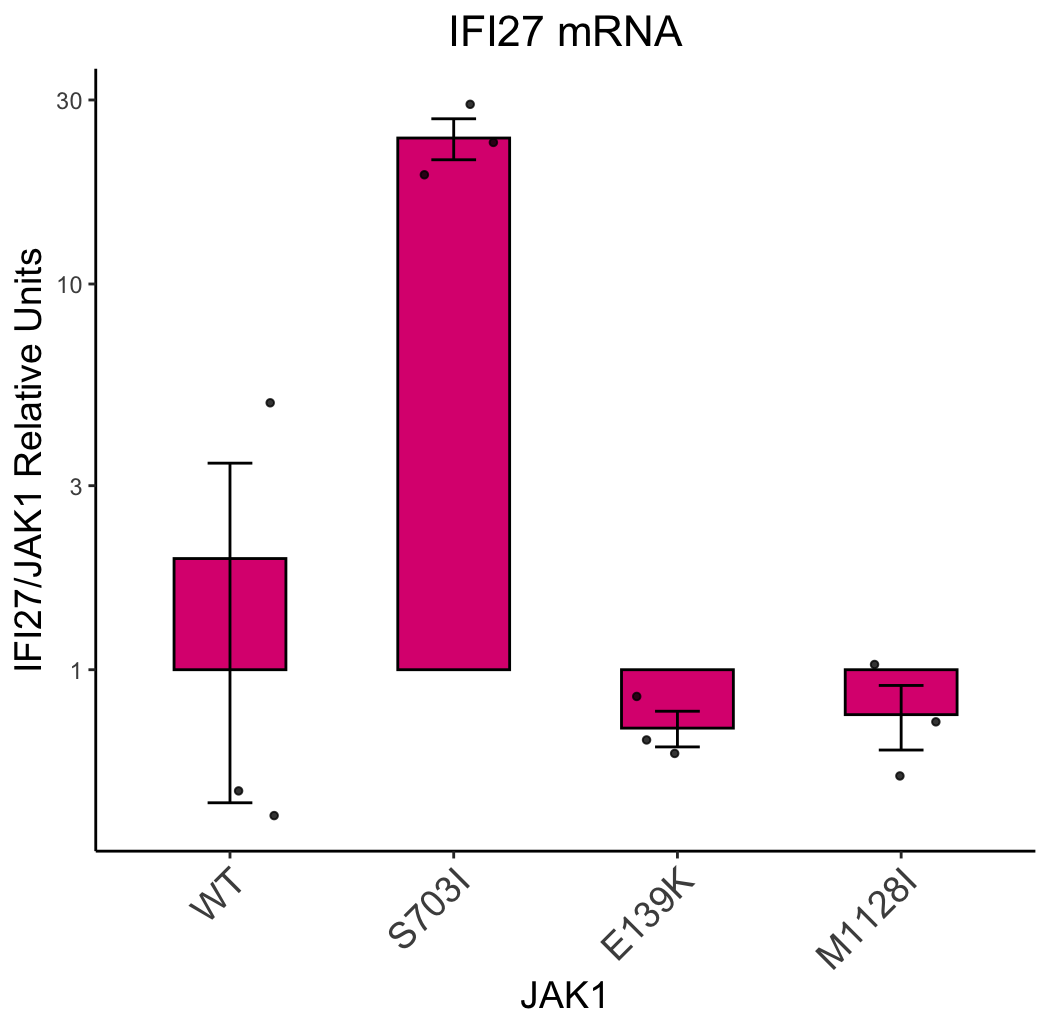 IFI27 mRNA
IFI27/JAK1 Relative Units
30
10
3
1
WT
S703I
E139K
M1128I
JAK1